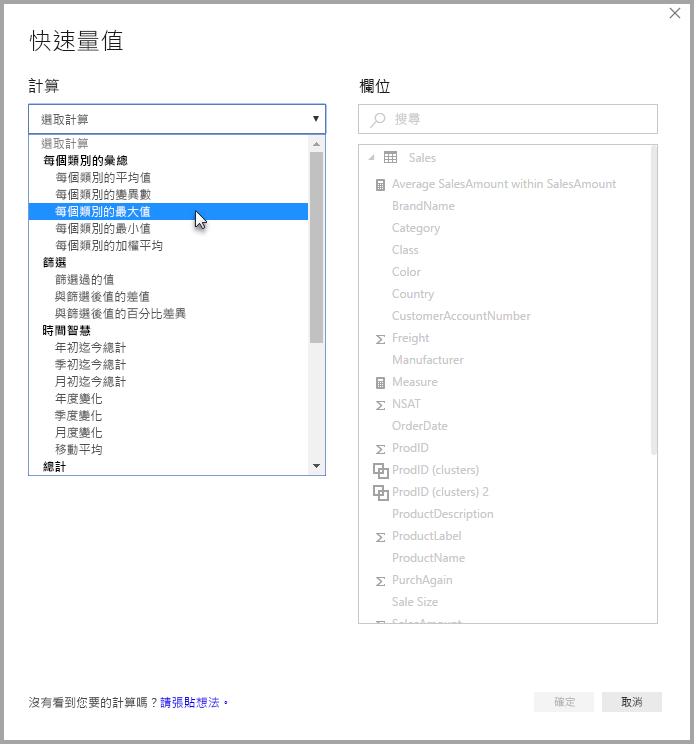 快速量值
計算
選取計算
選取計算
每個類別的彙總
每個類別的平均值
每個類別的變異數
每個類別的最大值
每個類別的最小值
每個類別的加權平均
篩選
篩選過的值
與篩選後值的差值
與篩選後值的百分比差異
時間智慧
年初迄今總計
季初迄今總計
月初迄今總計
年度變化
季度變化
月度變化
移動平均
總計
欄位
搜尋
Sales
Average SalesAmount within SalesAmount
BrandName
Category
Class
Color
Country
CustomerAccountNumber
Freight
Manufacturer
Measure
NSAT
OrderDate
ProdID
ProdID (clusters)
ProdID (clusters) 2
ProductDescription
ProductLabel
ProductName
PurchAgain
Sale Size
SalesAmount
沒有看到您要的計算嗎？請張貼想法。
確定
取消